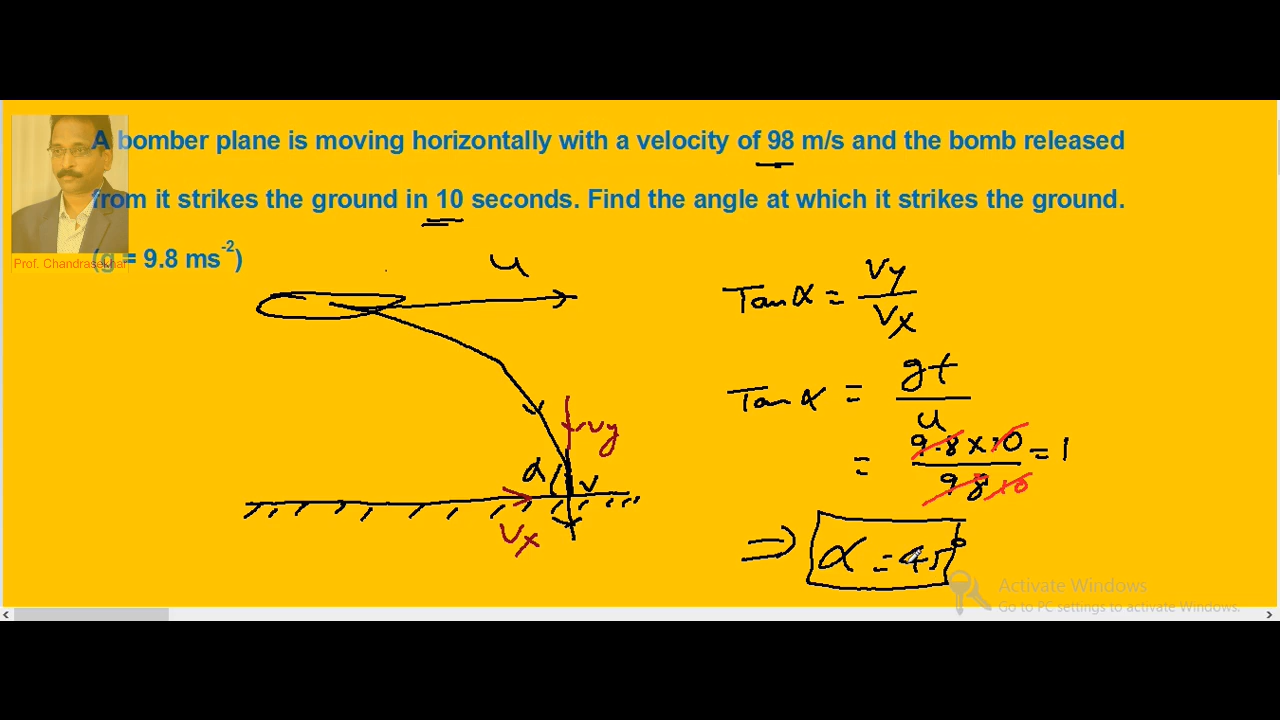 A bomber plane is moving horizontally with a velocity of 98 m/s and the bomb released
from it strikes the ground in 10 seconds. Find the angle at which it strikes the ground.
(g = 9.8 ms⁻²)
Prof. Chandrasekhar
u
Tan α = Vy / Vx
Tan α = gt / u
= 9.8 x 10 / 98 10 = 1
⇒ α = 45°
Vy
α
V
Vx
Activate Windows
Go to PC settings to activate Windows.